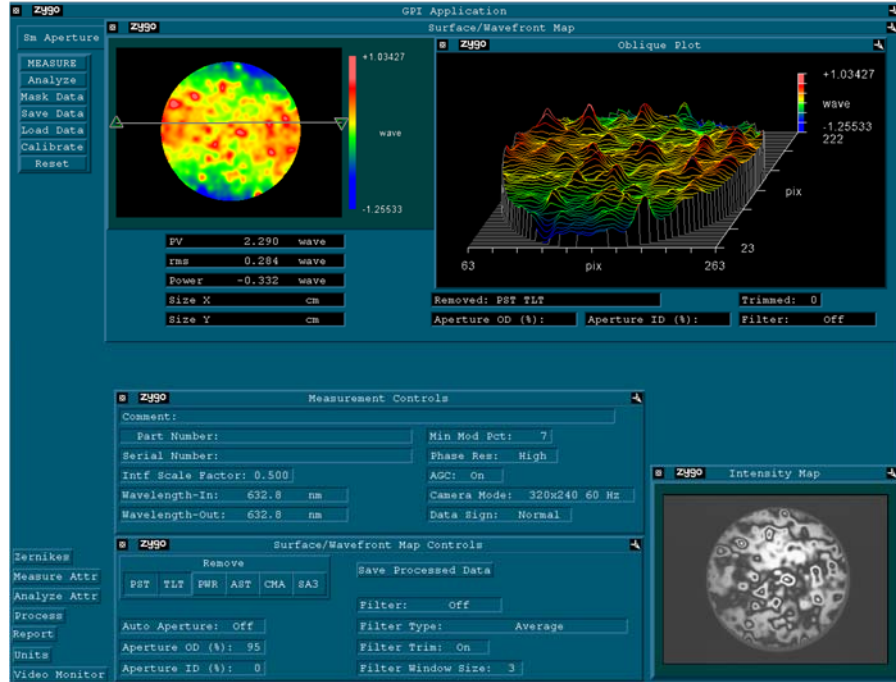 zygo GPI Application
Sm Aperture
MEASURE
Analyze
Mask Data
Save Data
Load Data
Calibrate
Reset
zygo Surface/Wavefront Map
+1.03427
wave
-1.25533
PV 2.290 wave
rms 0.284 wave
Power -0.332 wave
Size X cm
Size Y cm
zygo Oblique Plot
+1.03427
wave
-1.25533
222
pix
23
63 pix 263
Removed: PST TLT Trimmed: 0
Aperture OD (%): Aperture ID (%): Filter: Off
zygo Measurement Controls
Comment:
Part Number: Min Mod Pct: 7
Serial Number: Phase Res: High
Intf Scale Factor: 0.500 AGC: On
Wavelength-In: 632.8 nm Camera Mode: 320x240 60 Hz
Wavelength-Out: 632.8 nm Data Sign: Normal
zygo Surface/Wavefront Map Controls
Remove
PST TLT PWR AST CMA SA3
Save Processed Data
Filter: Off
Auto Aperture: Off Filter Type: Average
Aperture OD (%): 95 Filter Trim: On
Aperture ID (%): 0 Filter Window Size: 3
zygo Intensity Map
Zernikes
Measure Attr
Analyze Attr
Process
Report
Units
Video Monitor